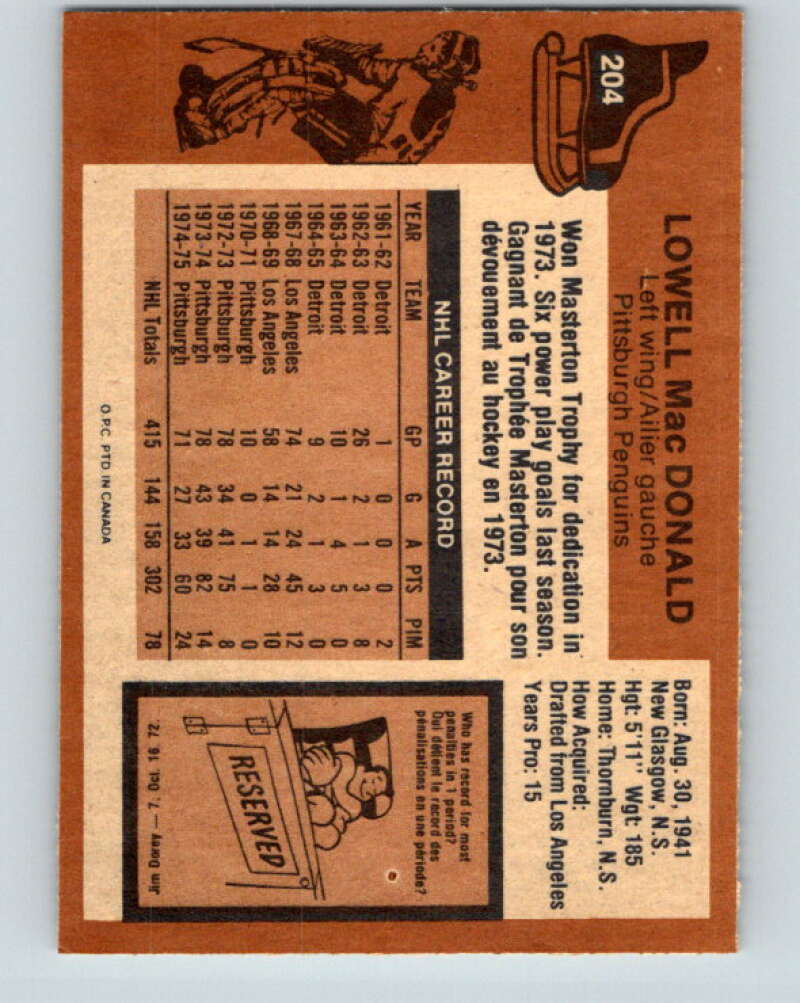 204
LOWELL Mac DONALD
Left wing/Ailier gauche
Pittsburgh Penguins
Born: Aug. 30, 1941
New Glasgow, N.S.
Hgt: 5'11" Wgt: 185
Home: Thornburn, N.S.
How Acquired:
Drafted from Los Angeles
Years Pro: 15
Won Masterton Trophy for dedication in
1973. Six power play goals last season.
Gagnant de Trophée Masterton pour son
dévouement au hockey en 1973.
NHL CAREER RECORD
YEAR TEAM GP G A PTS PIM
1961-62 Detroit 1 0 0 0 2
1962-63 Detroit 26 2 1 3 8
1963-64 Detroit 10 1 4 5 0
1964-65 Detroit 9 2 1 3 0
1967-68 Los Angeles 74 21 24 45 12
1968-69 Los Angeles 58 14 14 28 10
1970-71 Pittsburgh 10 0 1 1 0
1972-73 Pittsburgh 78 34 41 75 8
1973-74 Pittsburgh 78 43 39 82 14
1974-75 Pittsburgh 71 27 33 60 24
NHL Totals 415 144 158 302 78
Who has record for most
penalties in 1 period?
Qui détient le record des
pénalisations en une période?
RESERVED
Jim Dorey — 7, Oct. 16 '72.
O.P.C. PTD. IN CANADA